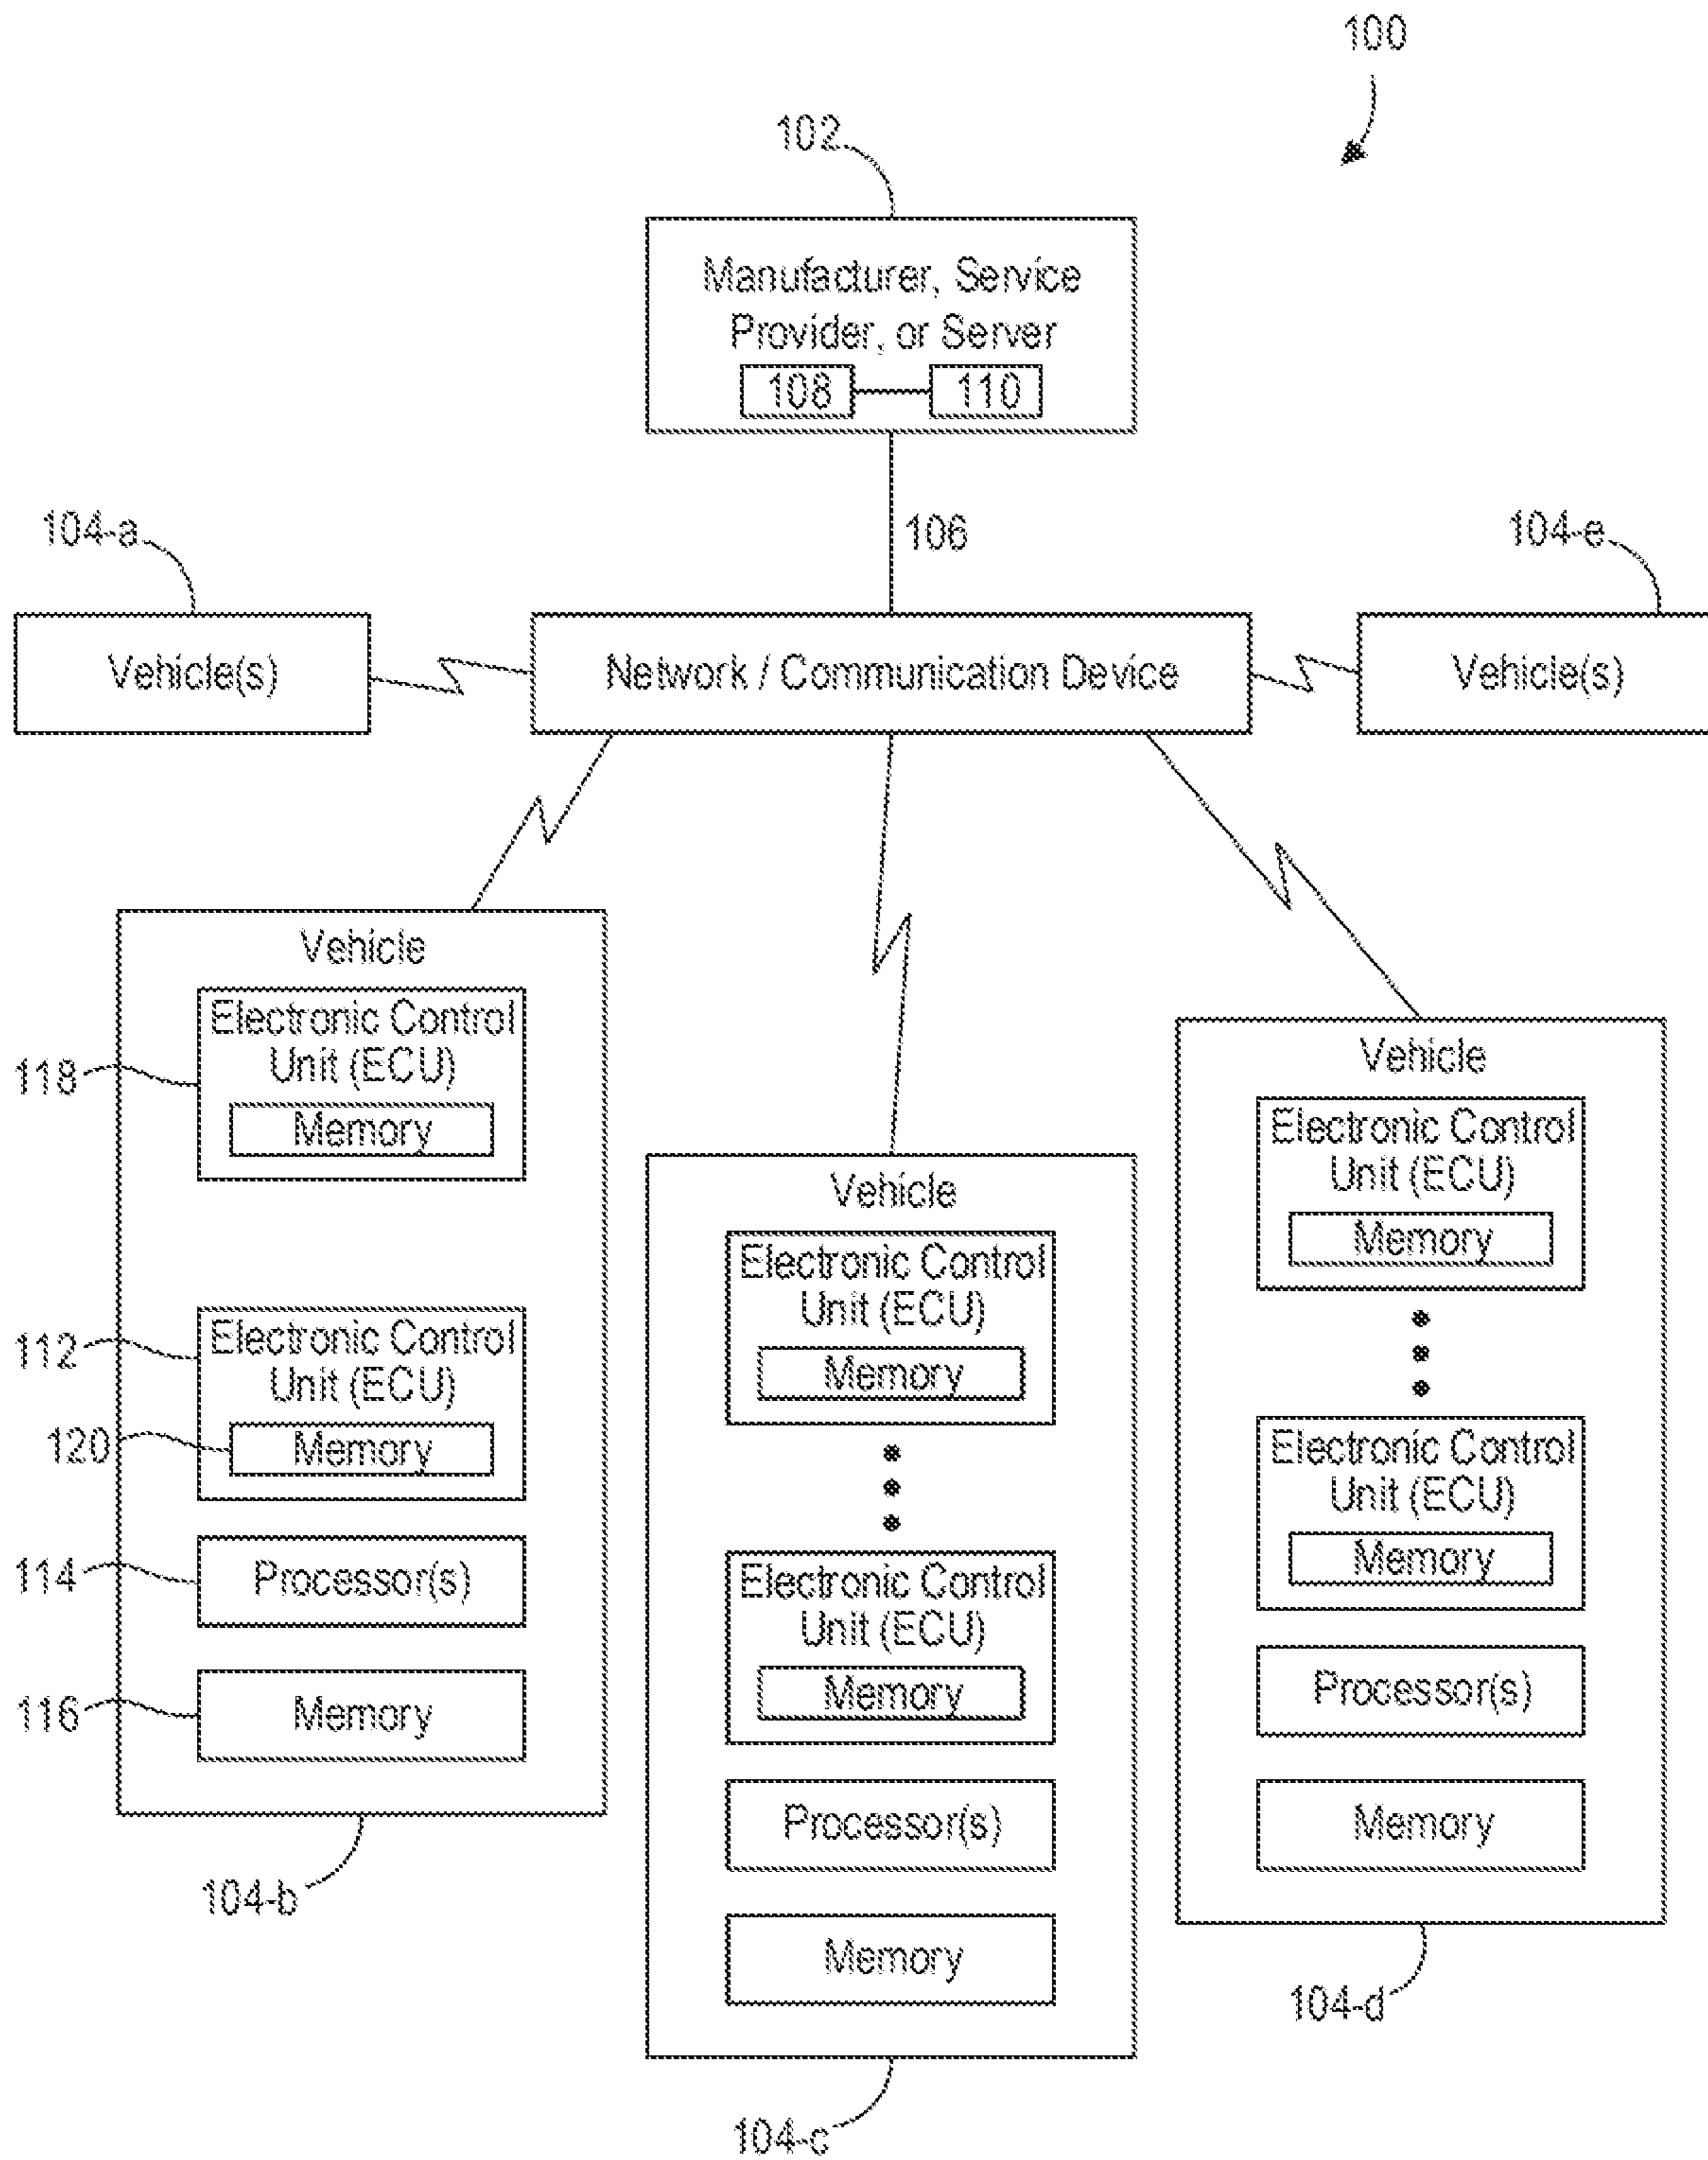 100
102
Manufacturer, Service
Provider, or Server
108
110
106
104-a
104-e
Vehicle(s)
Network / Communication Device
Vehicle(s)
Vehicle
Electronic Control
Unit (ECU)
Memory
118
Electronic Control
Unit (ECU)
Memory
112
120
Processor(s)
114
Memory
116
104-b
Vehicle
Electronic Control
Unit (ECU)
Memory
Electronic Control
Unit (ECU)
Memory
Processor(s)
Memory
104-c
Vehicle
Electronic Control
Unit (ECU)
Memory
Electronic Control
Unit (ECU)
Memory
Processor(s)
Memory
104-d